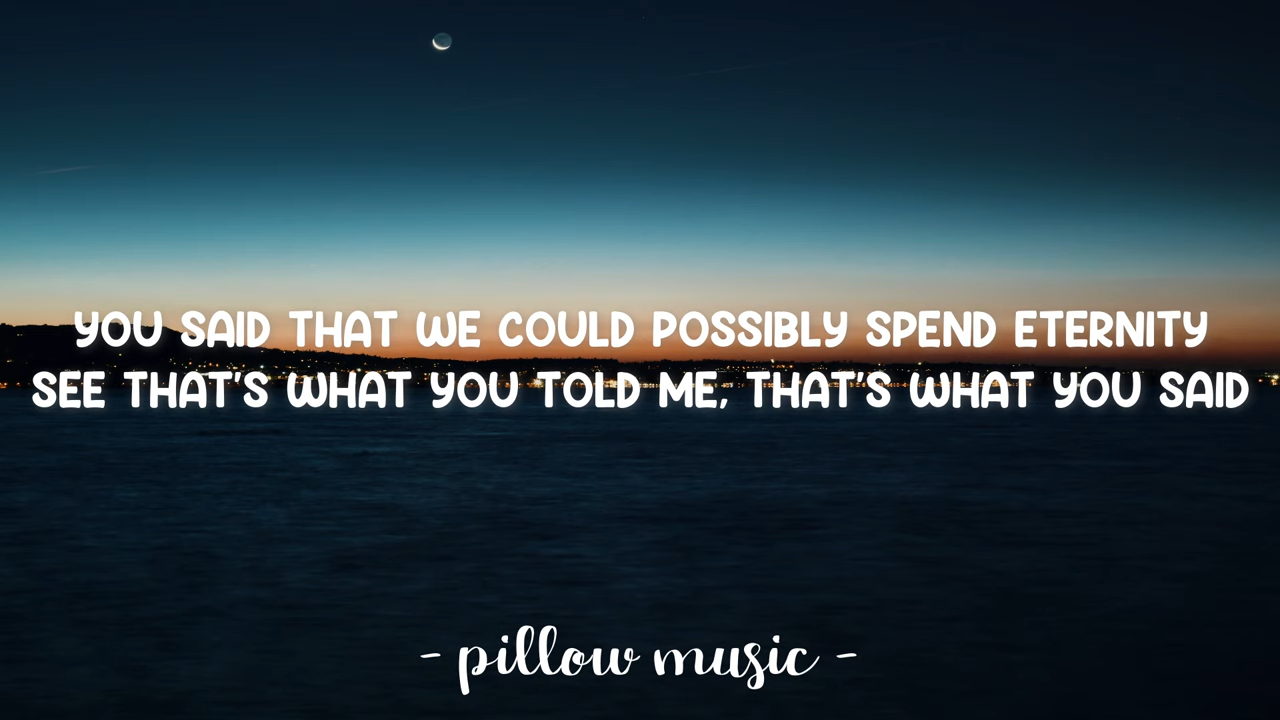 YOU SAID THAT WE COULD POSSIBLY SPEND ETERNITY
SEE THAT'S WHAT YOU TOLD ME, THAT'S WHAT YOU SAID
- pillow music -